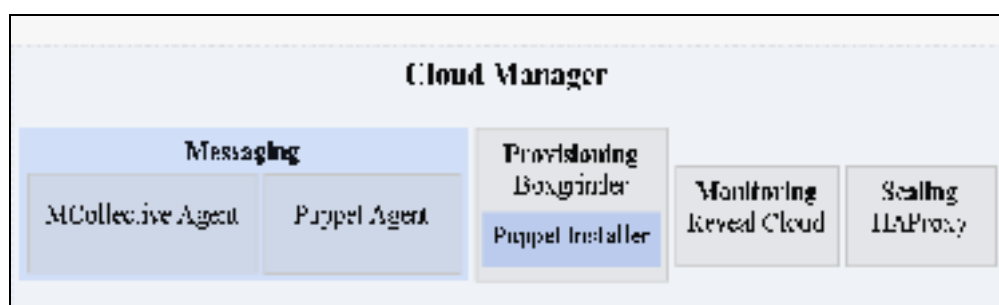 Cloud Manager
Messaging
MCollective Agent
Puppet Agent
Provisioning
Boxgrinder
Puppet Installer
Monitoring
Reveal Cloud
Scaling
HAProxy